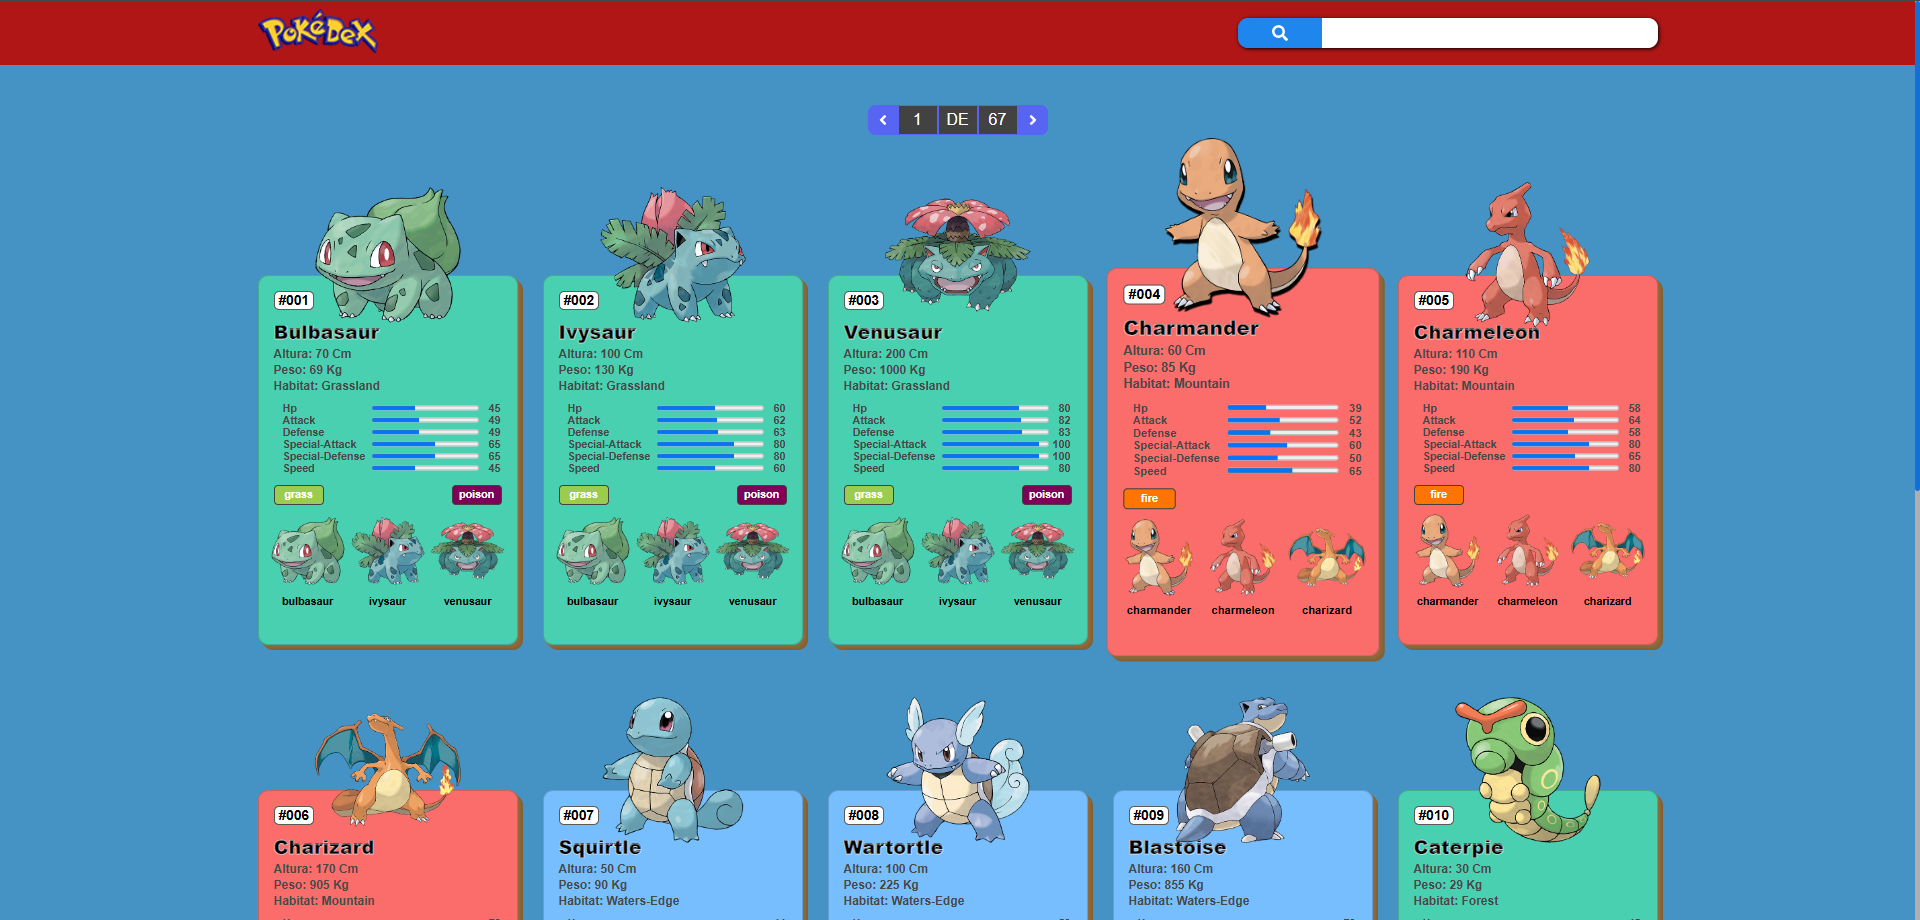 PokéDex
1 DE 67
#001
Bulbasaur
Altura: 70 Cm
Peso: 69 Kg
Habitat: Grassland
Hp 45
Attack 49
Defense 49
Special-Attack 65
Special-Defense 65
Speed 45
grass poison
bulbasaur ivysaur venusaur
#002
Ivysaur
Altura: 100 Cm
Peso: 130 Kg
Habitat: Grassland
Hp 60
Attack 62
Defense 63
Special-Attack 80
Special-Defense 80
Speed 60
grass poison
bulbasaur ivysaur venusaur
#003
Venusaur
Altura: 200 Cm
Peso: 1000 Kg
Habitat: Grassland
Hp 80
Attack 82
Defense 83
Special-Attack 100
Special-Defense 100
Speed 80
grass poison
bulbasaur ivysaur venusaur
#004
Charmander
Altura: 60 Cm
Peso: 85 Kg
Habitat: Mountain
Hp 39
Attack 52
Defense 43
Special-Attack 60
Special-Defense 50
Speed 65
fire
charmander charmeleon charizard
#005
Charmeleon
Altura: 110 Cm
Peso: 190 Kg
Habitat: Mountain
Hp 58
Attack 64
Defense 58
Special-Attack 80
Special-Defense 65
Speed 80
fire
charmander charmeleon charizard
#006
Charizard
Altura: 170 Cm
Peso: 905 Kg
Habitat: Mountain
#007
Squirtle
Altura: 50 Cm
Peso: 90 Kg
Habitat: Waters-Edge
#008
Wartortle
Altura: 100 Cm
Peso: 225 Kg
Habitat: Waters-Edge
#009
Blastoise
Altura: 160 Cm
Peso: 855 Kg
Habitat: Waters-Edge
#010
Caterpie
Altura: 30 Cm
Peso: 29 Kg
Habitat: Forest